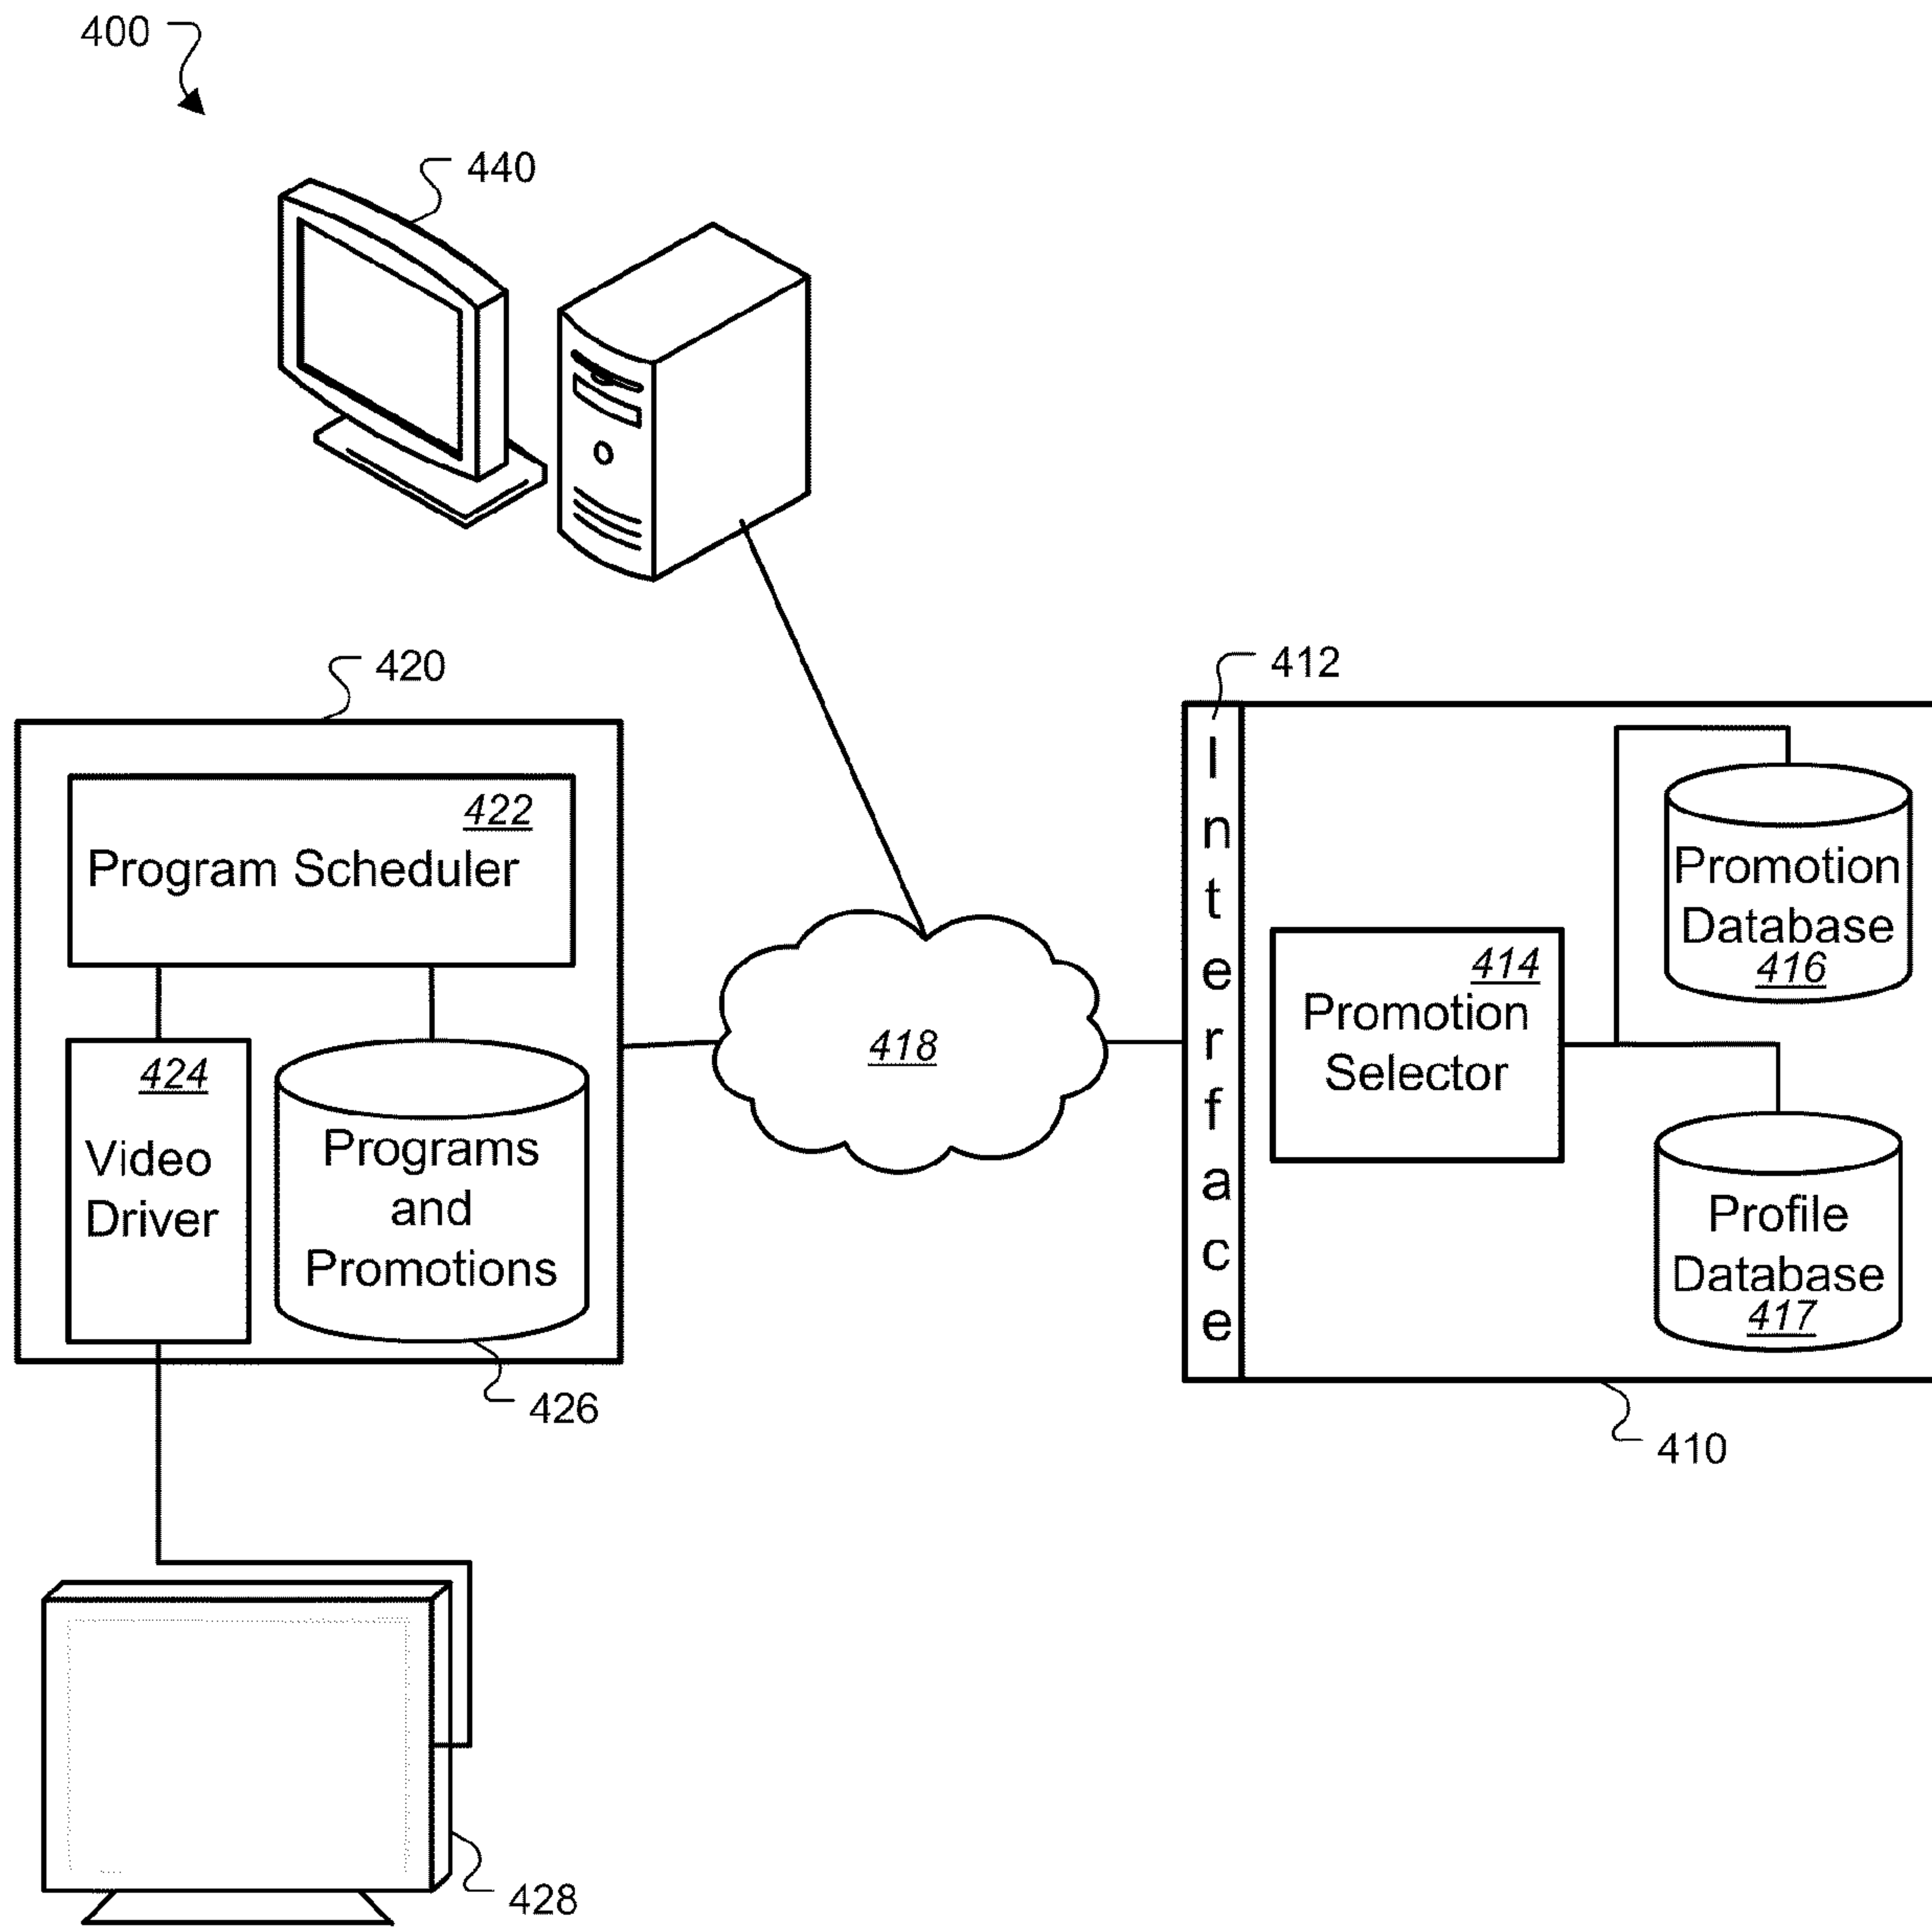 400
440
420
412
422
Program Scheduler
424
Video
Driver
Programs
and
Promotions
426
428
418
Interface
414
Promotion
Selector
Promotion
Database
416
Profile
Database
417
410